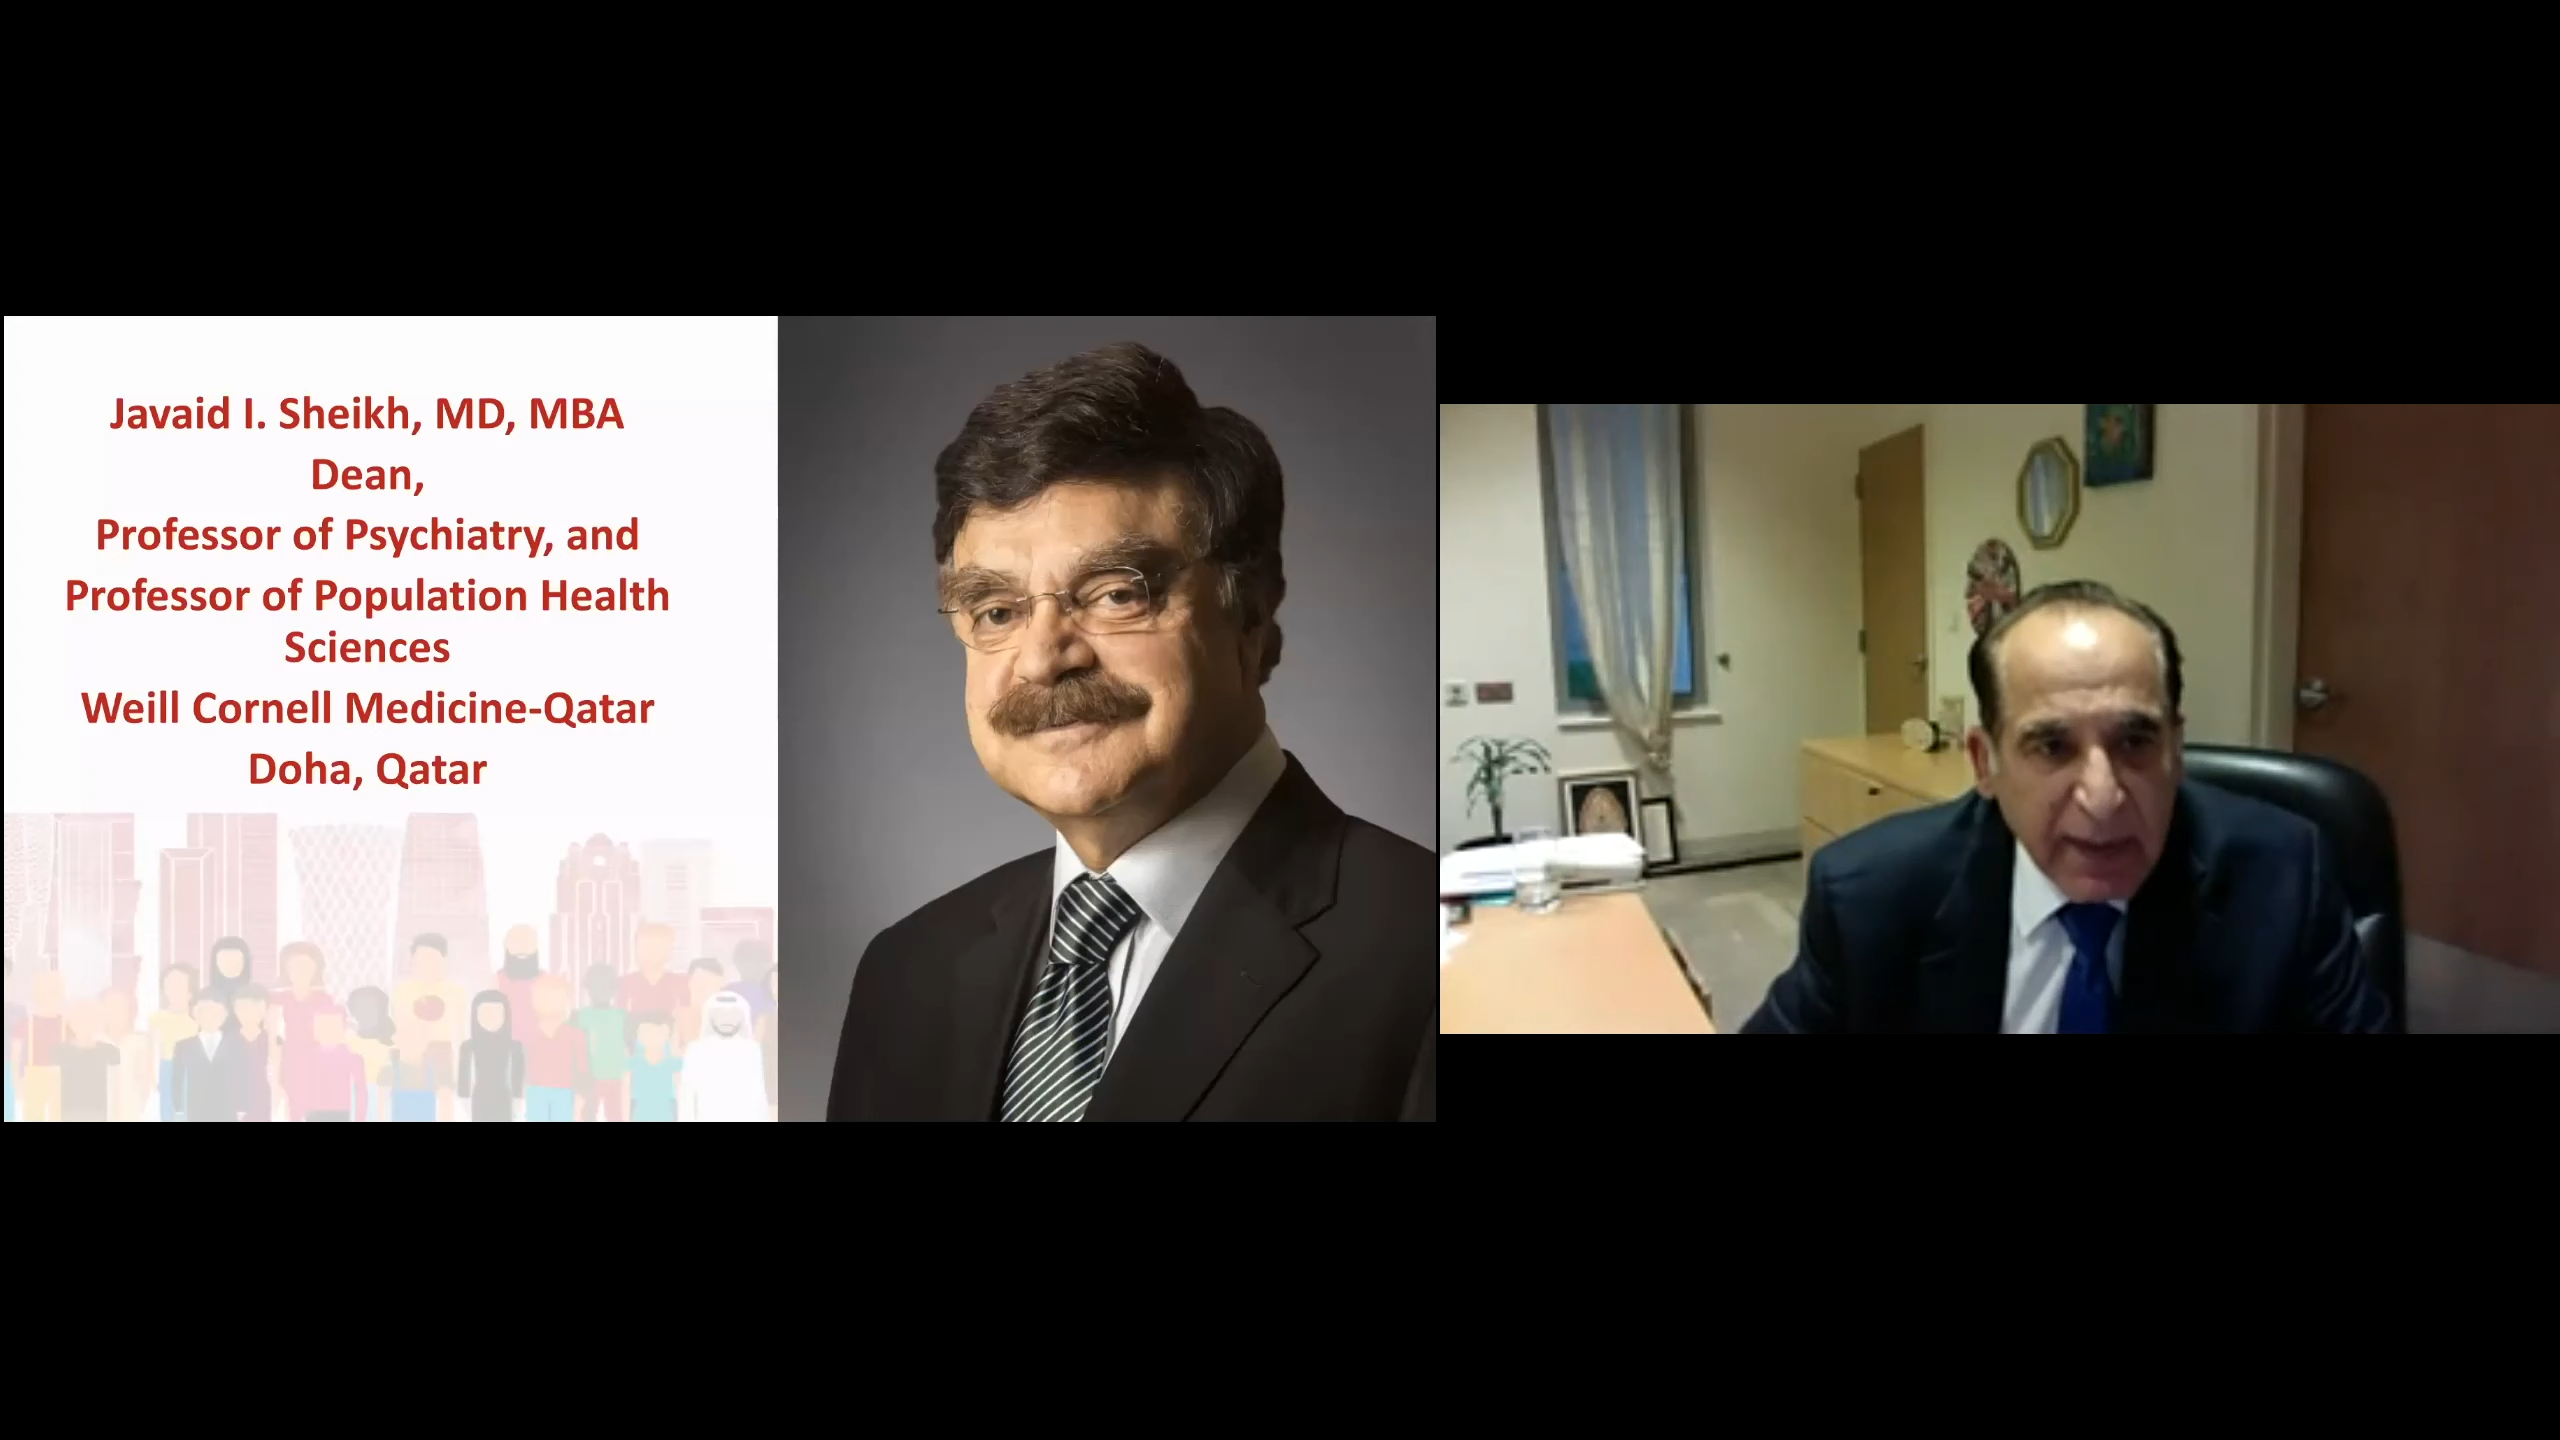 Javaid I. Sheikh, MD, MBA
Dean,
Professor of Psychiatry, and
Professor of Population Health
Sciences
Weill Cornell Medicine-Qatar
Doha, Qatar